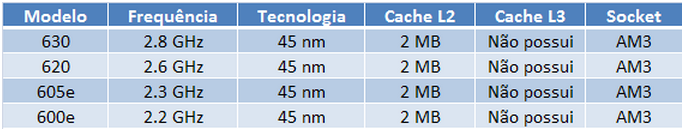 Modelo Frequência Tecnologia Cache L2 Cache L3 Socket
630 2.8 GHz 45 nm 2 MB Não possui AM3
620 2.6 GHz 45 nm 2 MB Não possui AM3
605e 2.3 GHz 45 nm 2 MB Não possui AM3
600e 2.2 GHz 45 nm 2 MB Não possui AM3